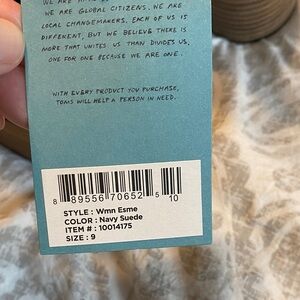 WE ARE GLOBAL CITIZENS. WE ARE
LOCAL CHANGEMAKERS. EACH OF US IS
DIFFERENT, BUT WE BELIEVE THERE IS
MORE THAT UNITES US THAN DIVIDES US,
ONE FOR ONE BECAUSE WE ARE ONE.
WITH EVERY PRODUCT YOU PURCHASE,
TOMS WILL HELP A PERSON IN NEED.
8 89556 70652 5 10
STYLE : Wmn Esme
COLOR : Navy Suede
ITEM # : 10014175
SIZE : 9